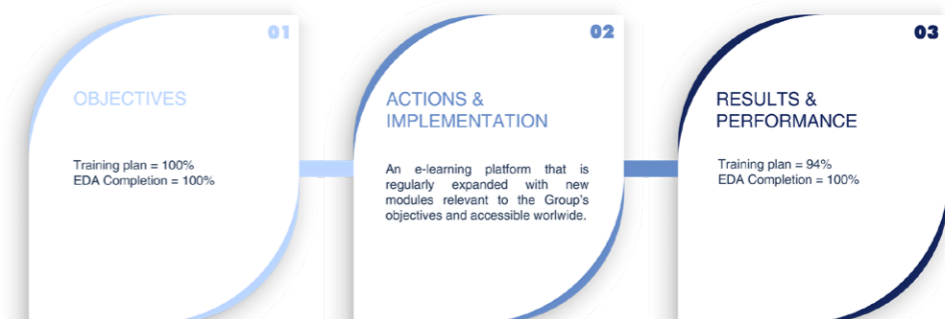 01
OBJECTIVES
Training plan = 100%
EDA Completion = 100%
02
ACTIONS &
IMPLEMENTATION
An e-learning platform that is
regularly expanded with new
modules relevant to the Group's
objectives and accessible worlwide.
03
RESULTS &
PERFORMANCE
Training plan = 94%
EDA Completion = 100%